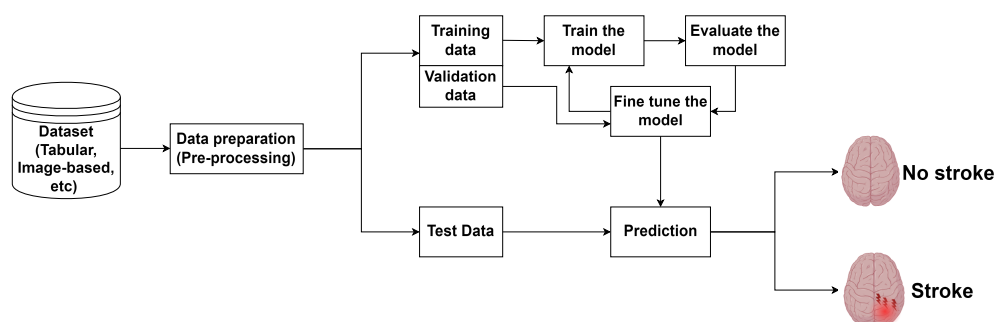 Dataset
(Tabular,
Image-based,
etc)
Data preparation
(Pre-processing)
Training
data
Validation
data
Train the
model
Evaluate the
model
Fine tune the
model
Test Data
Prediction
No stroke
Stroke